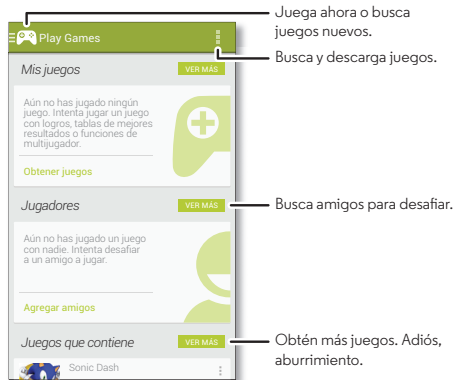 Juega ahora o busca
juegos nuevos.
Play Games
Busca y descarga juegos.
Mis juegos
VER MÁS
Aún no has jugado ningún
juego. Intenta jugar un juego
con logros, tablas de mejores
resultados o funciones de
multijugador.
Obtener juegos
Jugadores
VER MÁS
Busca amigos para desafiar.
Aún no has jugado un juego
con nadie. Intenta desafiar
a un amigo a jugar.
Agregar amigos
Juegos que contiene
VER MÁS
Obtén más juegos. Adiós,
aburrimiento.
Sonic Dash